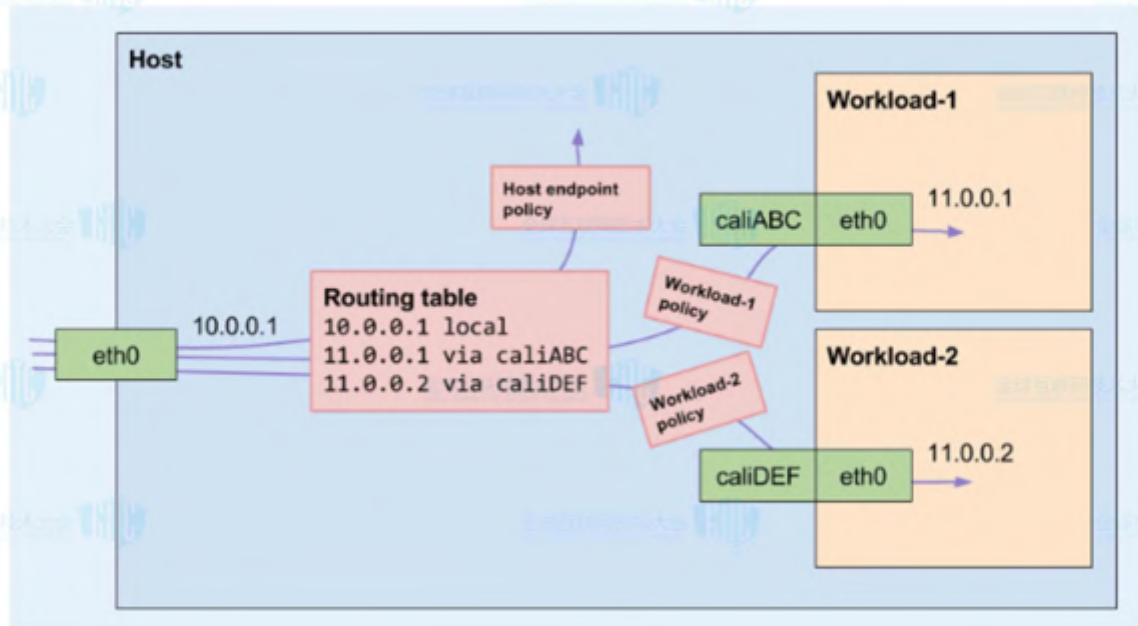 Host
Workload-1
Host endpoint
policy
caliABC eth0
11.0.0.1
Workload-1
policy
Routing table
10.0.0.1 local
11.0.0.1 via caliABC
11.0.0.2 via caliDEF
10.0.0.1
eth0
Workload-2
Workload-2
policy
caliDEF eth0
11.0.0.2